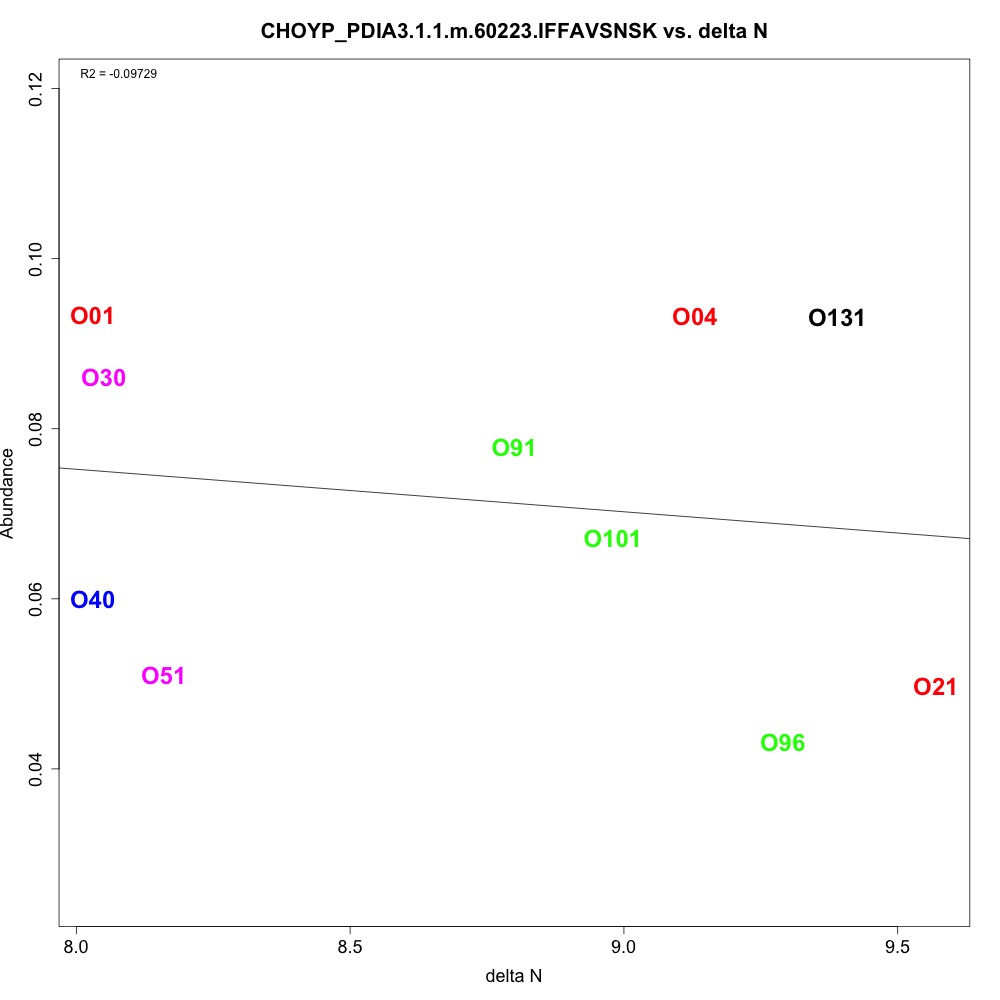 CHOYP_PDIA3.1.1.m.60223.IFFAVSNSK vs. delta N
R2 = -0.09729
0.12
0.10
O01
O04
O131
O30
0.08
O91
Abundance
O101
0.06
O40
O51
O21
O96
0.04
8.0 8.5 9.0 9.5
delta N